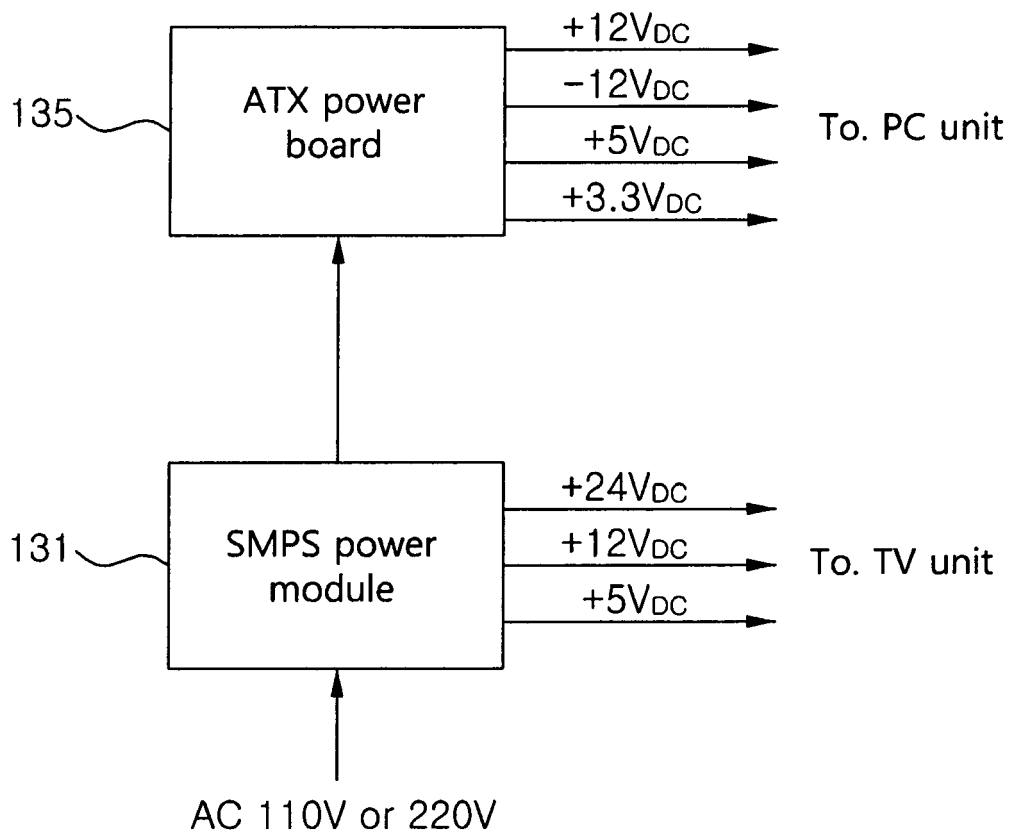 +12VDC
135
ATX power
board
-12VDC
+5VDC
+3.3VDC
To. PC unit
131
SMPS power
module
+24VDC
+12VDC
+5VDC
To. TV unit
AC 110V or 220V